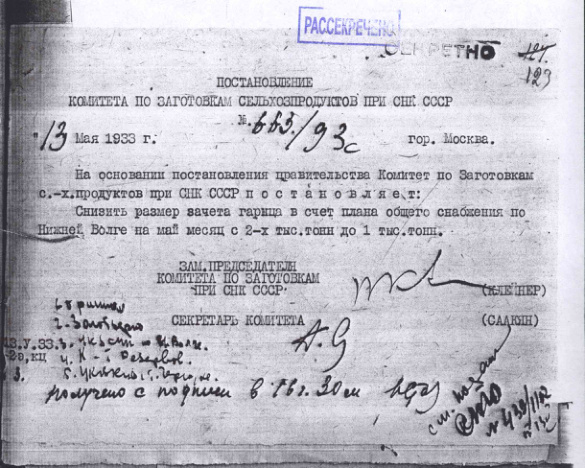 РАССЕКРЕЧЕНО
СЕКРЕТНО
123
ПОСТАНОВЛЕНИЕ
КОМИТЕТА ПО ЗАГОТОВКАМ СЕЛЬХОЗПРОДУКТОВ ПРИ СНК СССР
№ 663/93с
"13 Мая 1933 г. гор. Москва.
На основании постановления правительства Комитет по Заготовкам
с.-х.продуктов при СНК СССР п о с т а н о в л я е т:
Снизить размер зачета гарнца в счет плана общего снабжения по
Нижней Волге на май месяц с 2-х тыс.тонн до 1 тыс.тонн.
ЗАМ.ПРЕДСЕДАТЕЛЯ
КОМИТЕТА ПО ЗАГОТОВКАМ
ПРИ СНК СССР
(КЛЕЙНЕР)
СЕКРЕТАРЬ КОМИТЕТА (САЛКИН)
13.У.33.
получено с подписи в